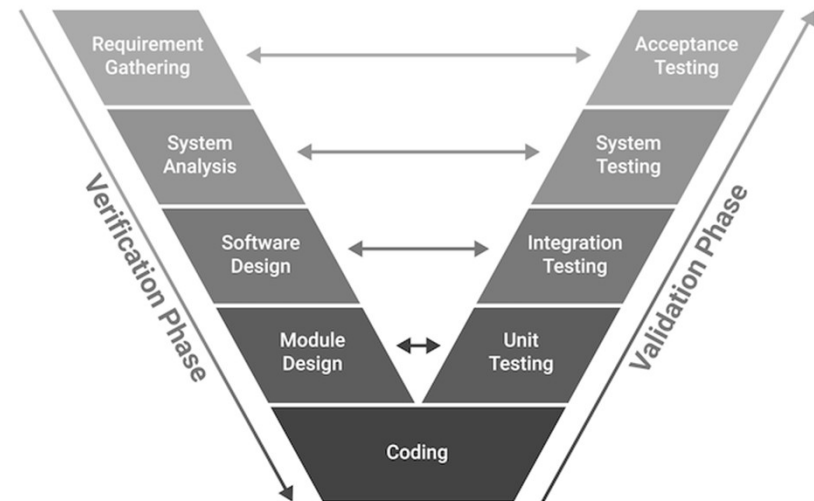 Requirement
Gathering
Acceptance
Testing
System
Analysis
System
Testing
Software
Design
Integration
Testing
Module
Design
Unit
Testing
Coding
Verification Phase
Validation Phase